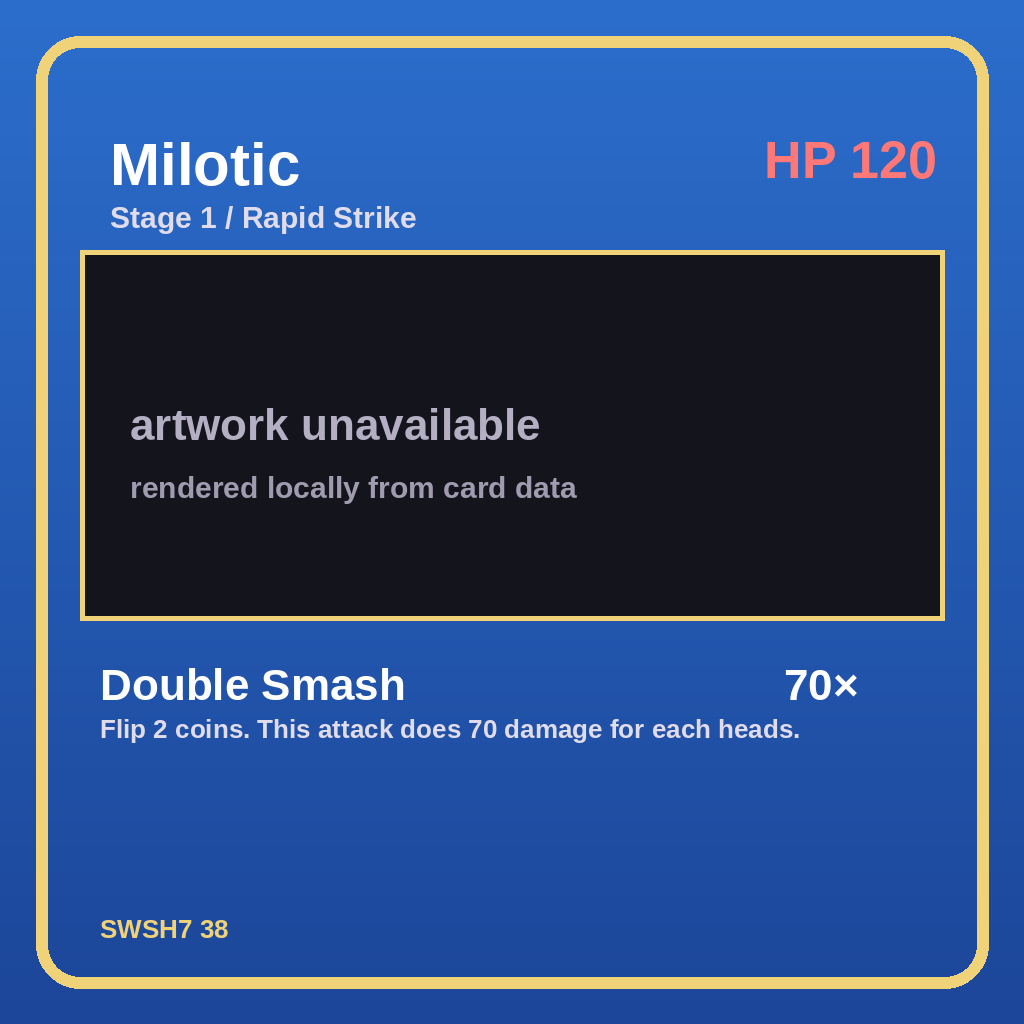 Milotic
HP 120
Stage 1 / Rapid Strike
artwork unavailable
rendered locally from card data
Double Smash
70×
Flip 2 coins. This attack does 70 damage for each heads.
SWSH7 38